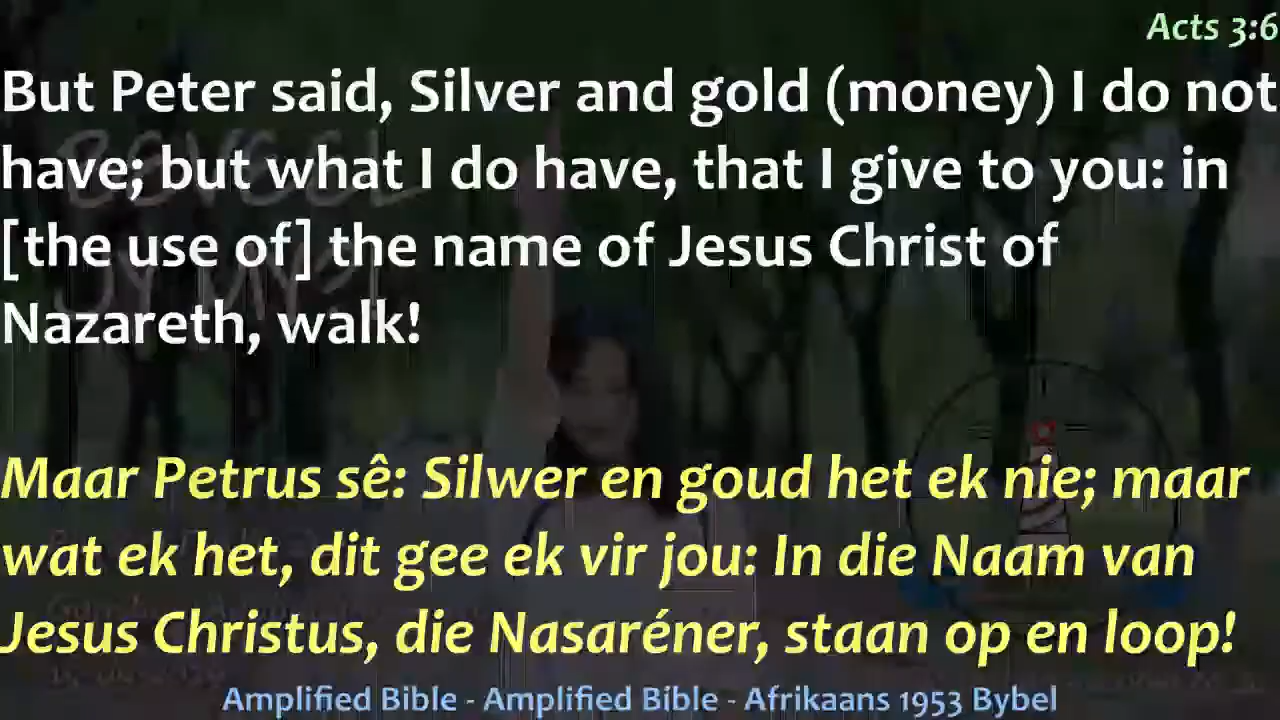 Acts 3:6
But Peter said, Silver and gold (money) I do not
have; but what I do have, that I give to you: in
[the use of] the name of Jesus Christ of
Nazareth, walk!
Maar Petrus sê: Silwer en goud het ek nie; maar
wat ek het, dit gee ek vir jou: In die Naam van
Jesus Christus, die Nasaréner, staan op en loop!
Amplified Bible - Amplified Bible - Afrikaans 1953 Bybel